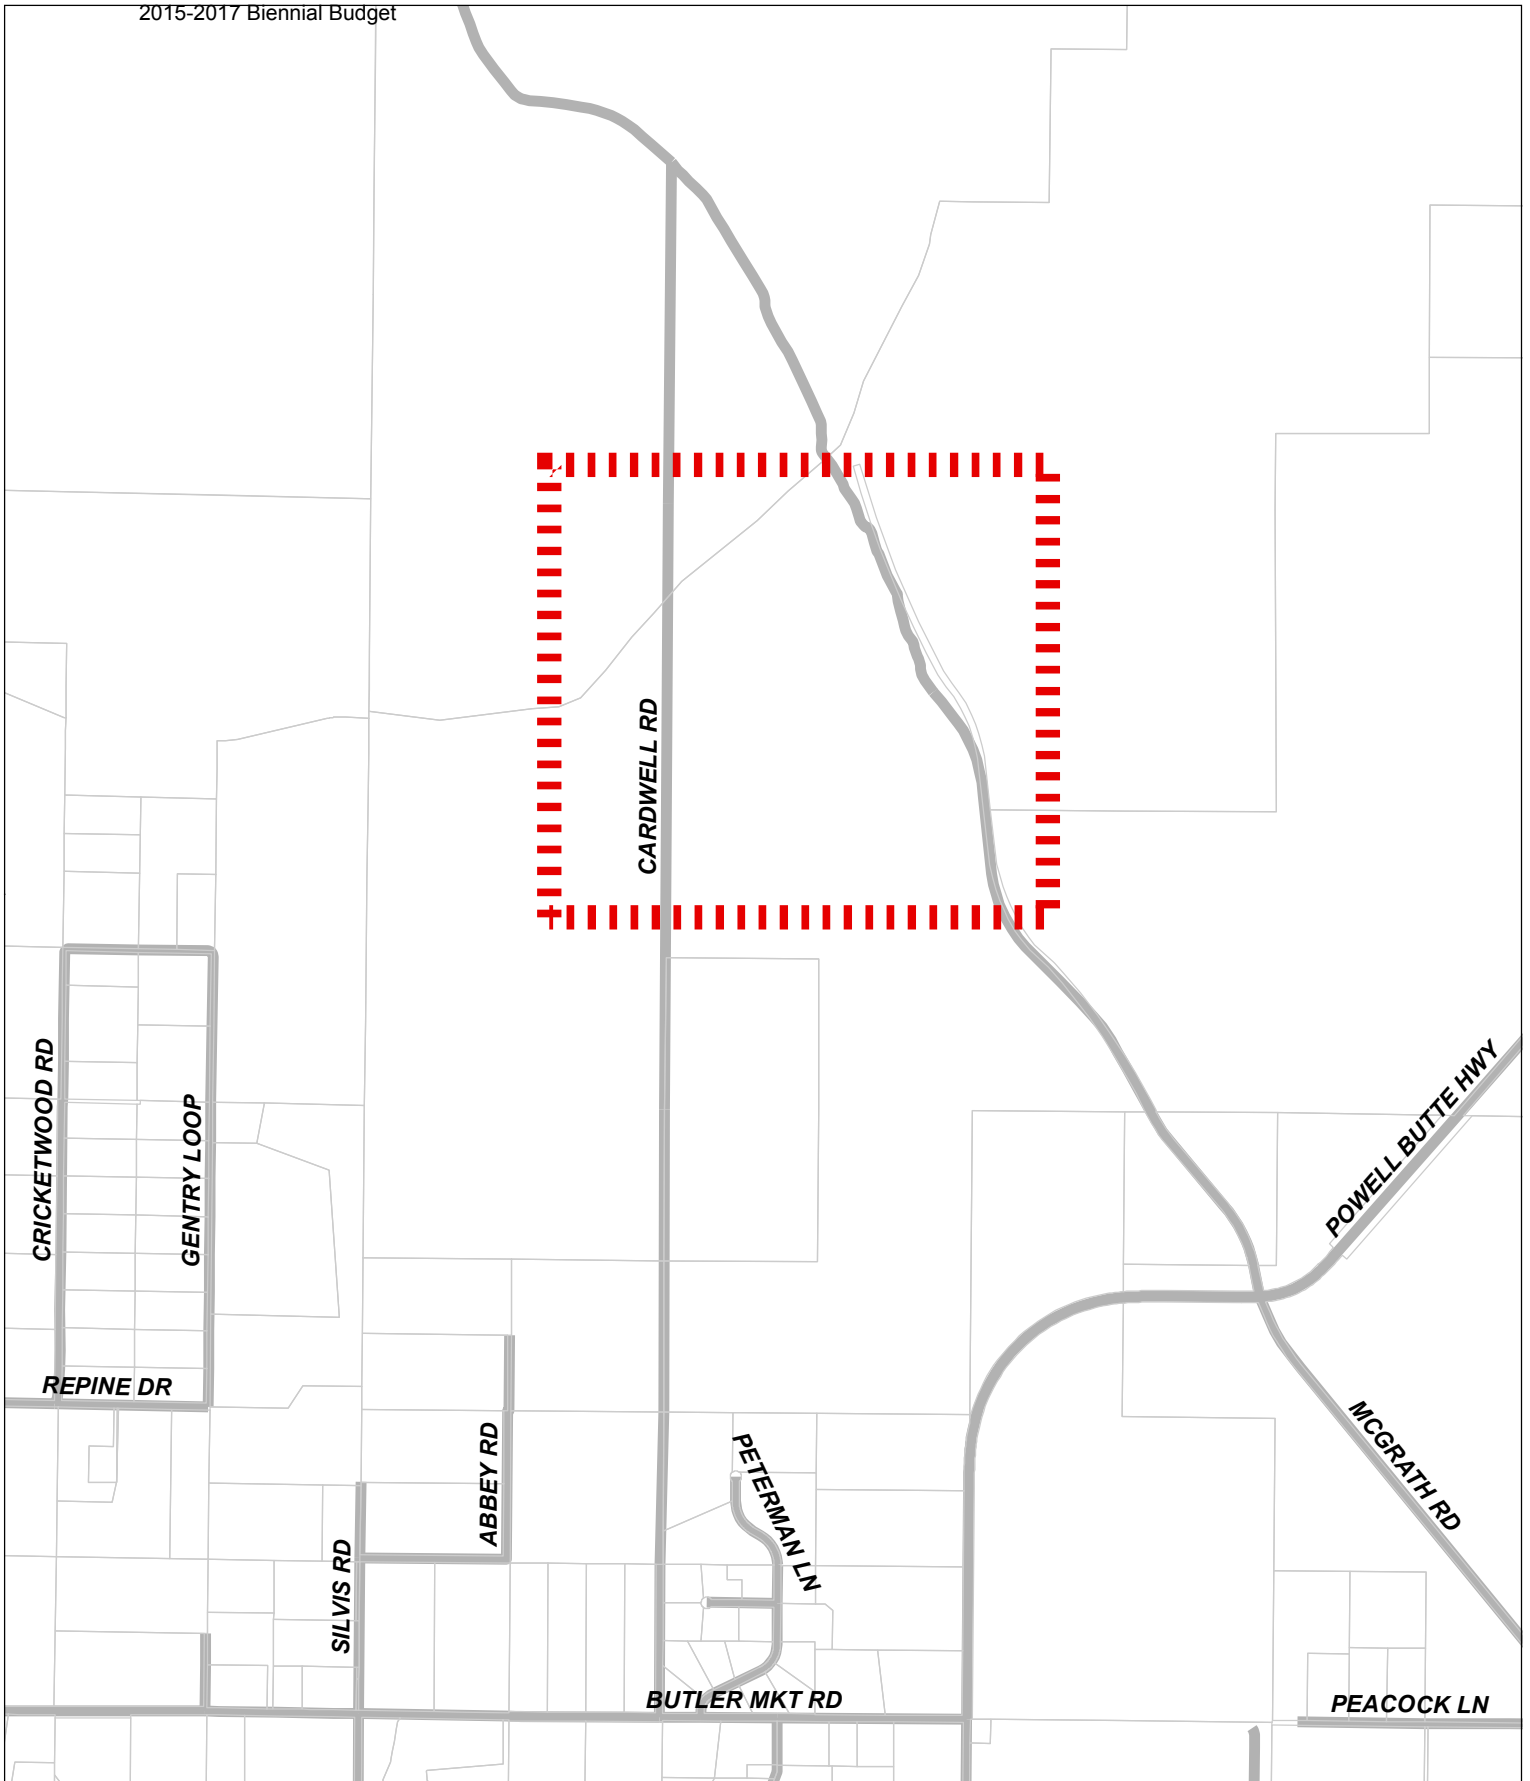 2015-2017 Biennial Budget
CARDWELL RD
CRICKETWOOD RD
GENTRY LOOP
POWELL BUTTE HWY
REPINE DR
ABBEY RD
PETERMAN LN
MCGRATH RD
SILVIS RD
BUTLER MKT RD
PEACOCK LN